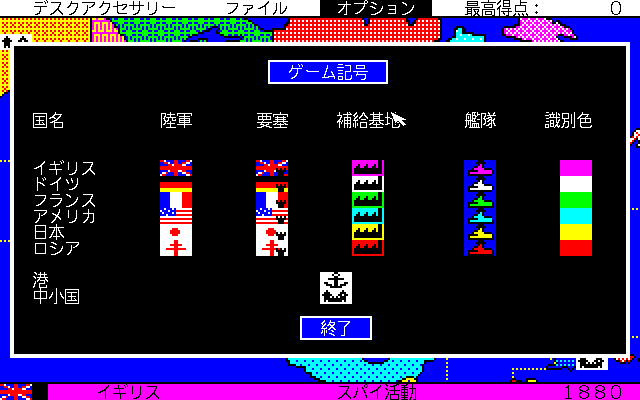 デスクアクセサリー ファイル オプション 最高得点: 0
ゲーム記号
国名 陸軍 要塞 補給基地 艦隊 識別色
イギリス
ドイツ
フランス
アメリカ
日本
ロシア
港
中小国
終了
イギリス スパイ活動 1880